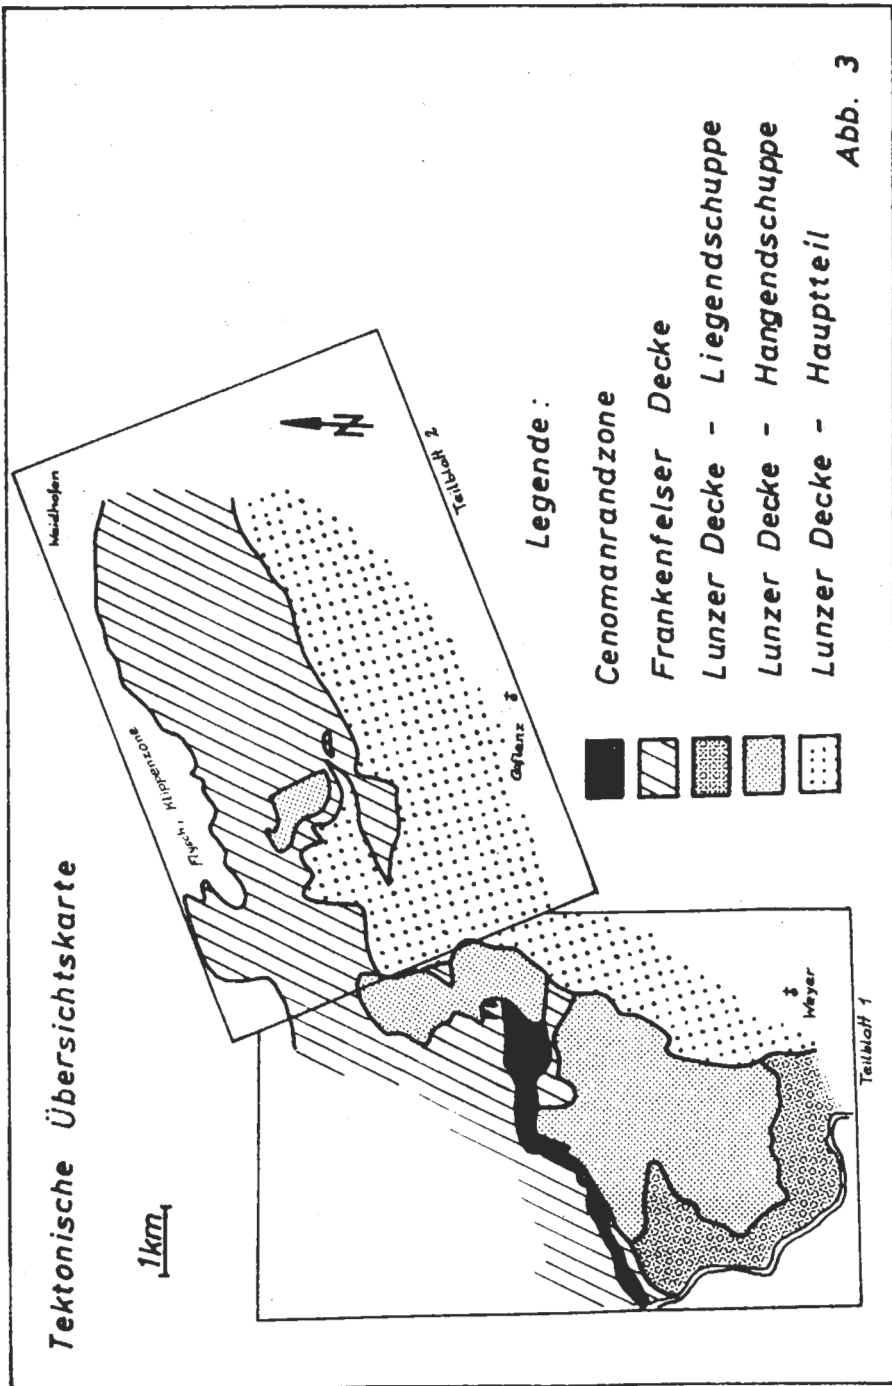 Tektonische Übersichtskarte
1km
Waidhofen
Flysch, Klippenzone
N
Teilblatt 2
Gaflenz
Weyer
Teilblatt 1
Legende :
Cenomanrandzone
Frankenfelser Decke
Lunzer Decke - Liegendschuppe
Lunzer Decke - Hangendschuppe
Lunzer Decke - Hauptteil
Abb. 3